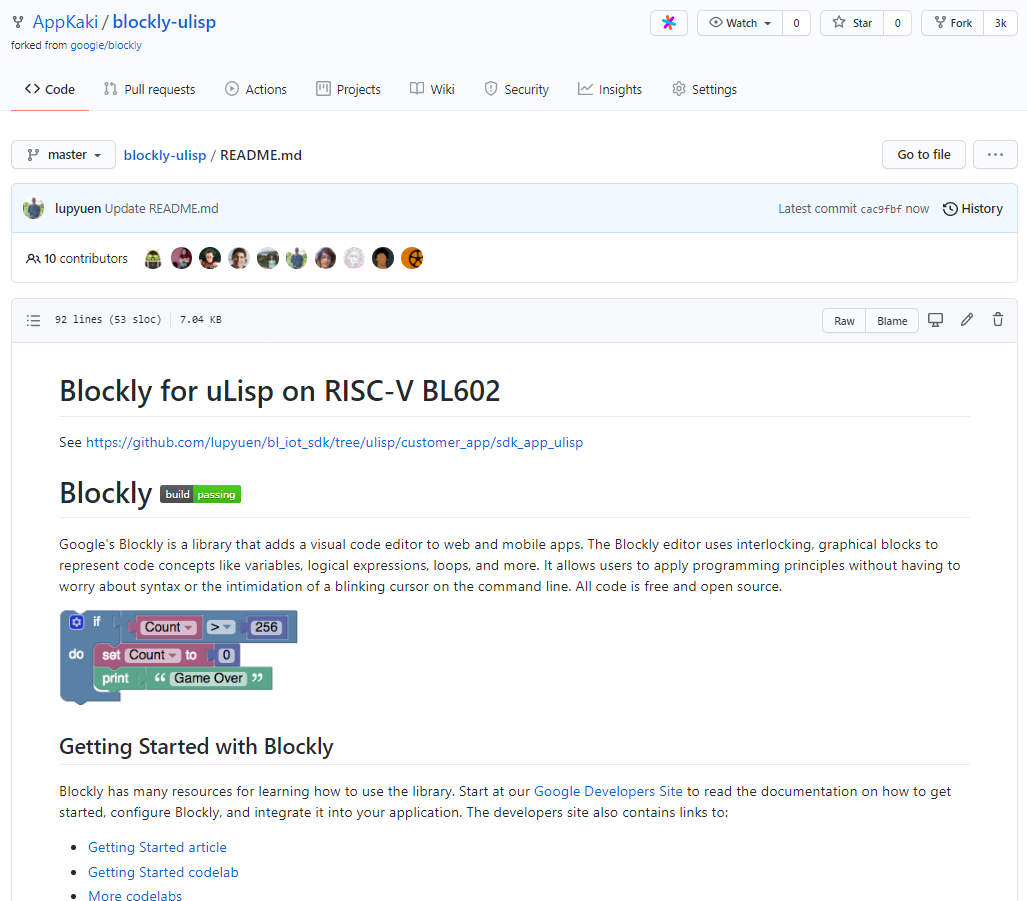 AppKaki / blockly-ulisp
Watch 0 Star 0 Fork 3k
forked from google/blockly
Code Pull requests Actions Projects Wiki Security Insights Settings
master blockly-ulisp / README.md Go to file ...
lupyuen Update README.md Latest commit cac9fbf now History
10 contributors
92 lines (53 sloc) 7.04 KB Raw Blame
Blockly for uLisp on RISC-V BL602
See https://github.com/lupyuen/bl_iot_sdk/tree/ulisp/customer_app/sdk_app_ulisp
Blockly build passing
Google's Blockly is a library that adds a visual code editor to web and mobile apps. The Blockly editor uses interlocking, graphical blocks to
represent code concepts like variables, logical expressions, loops, and more. It allows users to apply programming principles without having to
worry about syntax or the intimidation of a blinking cursor on the command line. All code is free and open source.
if Count > 256
do set Count to 0
print “ Game Over ”
Getting Started with Blockly
Blockly has many resources for learning how to use the library. Start at our Google Developers Site to read the documentation on how to get
started, configure Blockly, and integrate it into your application. The developers site also contains links to:
• Getting Started article
• Getting Started codelab
• More codelabs